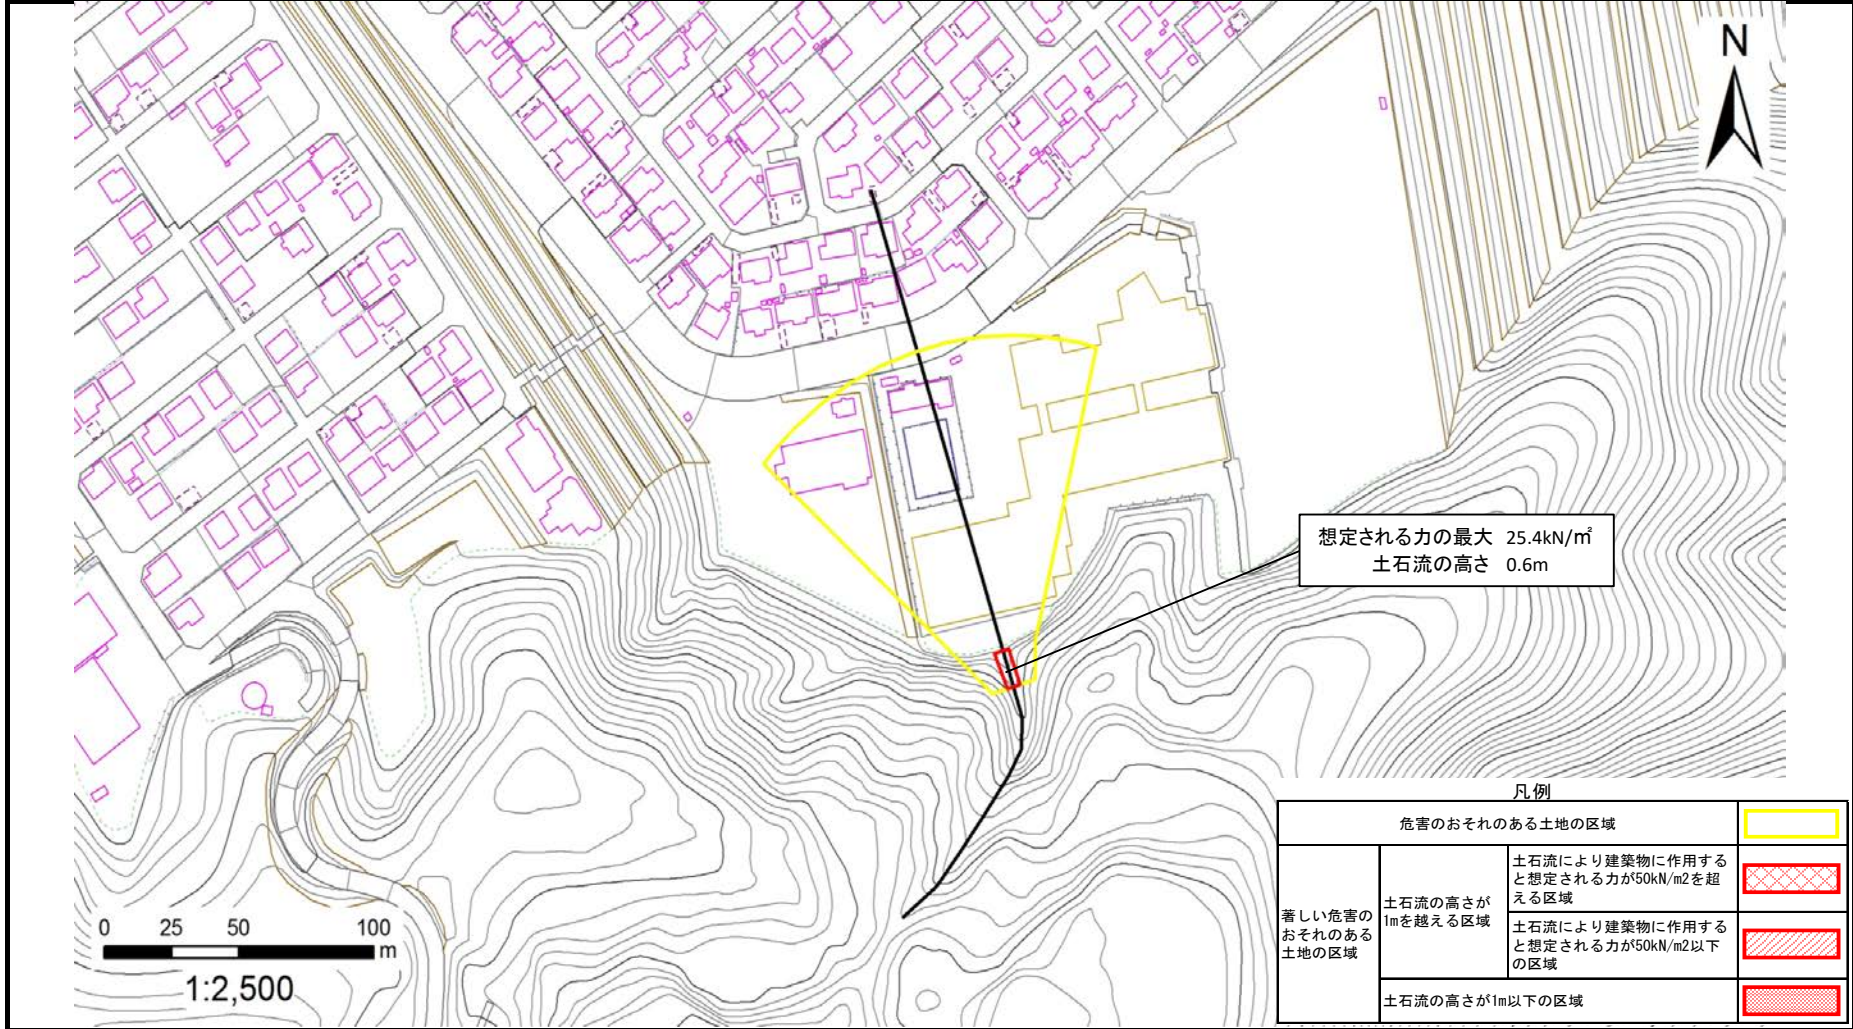 N
想定される力の最大 25.4kN/㎡
土石流の高さ 0.6m
凡例
危害のおそれのある土地の区域
著しい危害の
おそれのある
土地の区域
土石流の高さが
1mを越える区域
土石流により建築物に作用する
と想定される力が50kN/m2を超
える区域
土石流により建築物に作用する
と想定される力が50kN/m2以下
の区域
土石流の高さが1m以下の区域
0 25 50 100
m
1:2,500